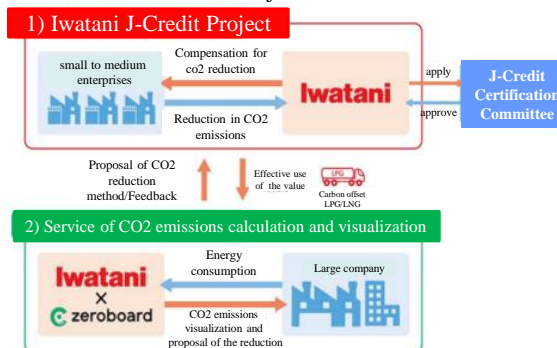 1) Iwatani J-Credit Project
small to medium
enterprises
Compensation for
co2 reduction
Iwatani
Reduction in CO2
emissions
apply
approve
J-Credit
Certification
Committee
Proposal of CO2
reduction
method/Feedback
Effective use
of the value
LPG
Carbon offset
LPG/LNG
2) Service of CO2 emissions calculation and visualization
Iwatani
×
zeroboard
Energy
consumption
CO2 emissions
visualization and
proposal of the reduction
Large company